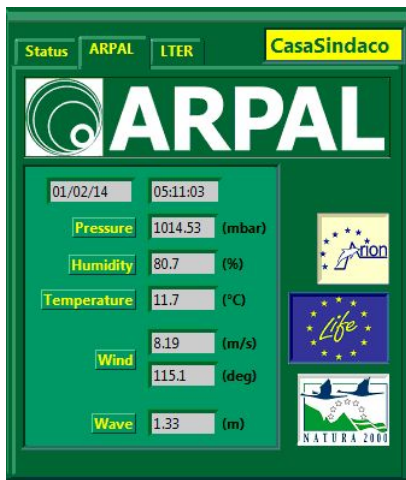 Status ARPAL LTER CasaSindaco
ARPAL
01/02/14 05:11:03
Pressure 1014.53 (mbar)
Arion
Humidity 80.7 (%)
Temperature 11.7 (°C)
Life
8.19 (m/s)
Wind
115.1 (deg)
Wave 1.33 (m)
NATURA 2000